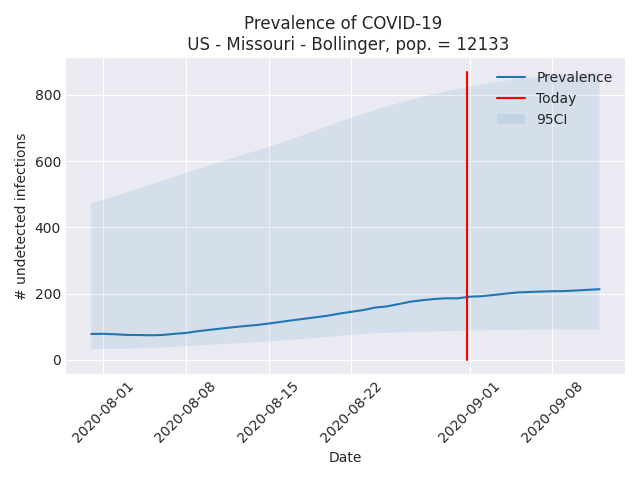 Prevalence of COVID-19
US - Missouri - Bollinger, pop. = 12133
Prevalence
Today
95CI
# undetected infections
800
600
400
200
0
2020-08-01
2020-08-08
2020-08-15
2020-08-22
2020-09-01
2020-09-08
Date